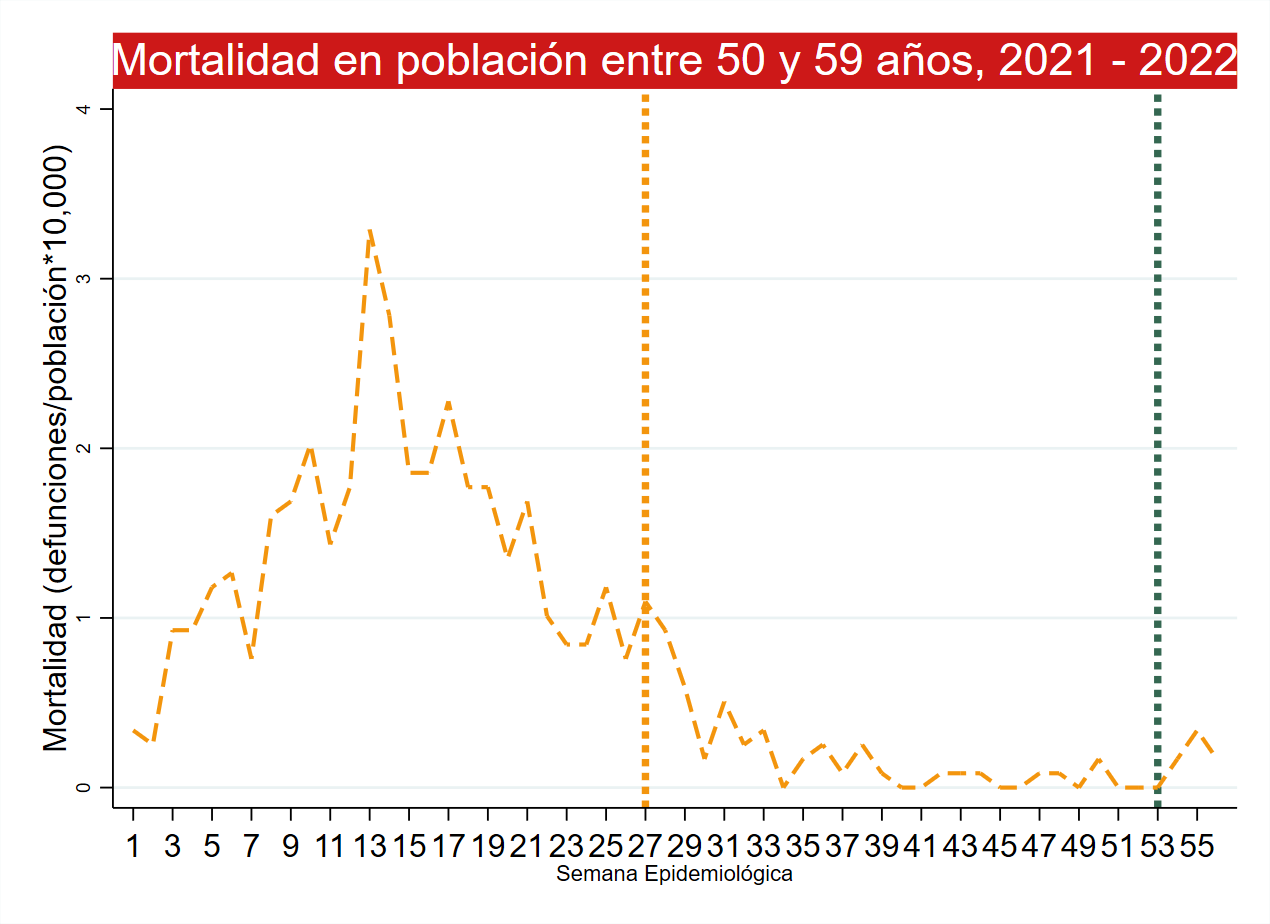 Mortalidad en población entre 50 y 59 años, 2021 - 2022
Mortalidad (defunciones/población*10,000)
4
3
2
1
0
1 3 5 7 9 11 13 15 17 19 21 23 25 27 29 31 33 35 37 39 41 43 45 47 49 51 53 55
Semana Epidemiológica